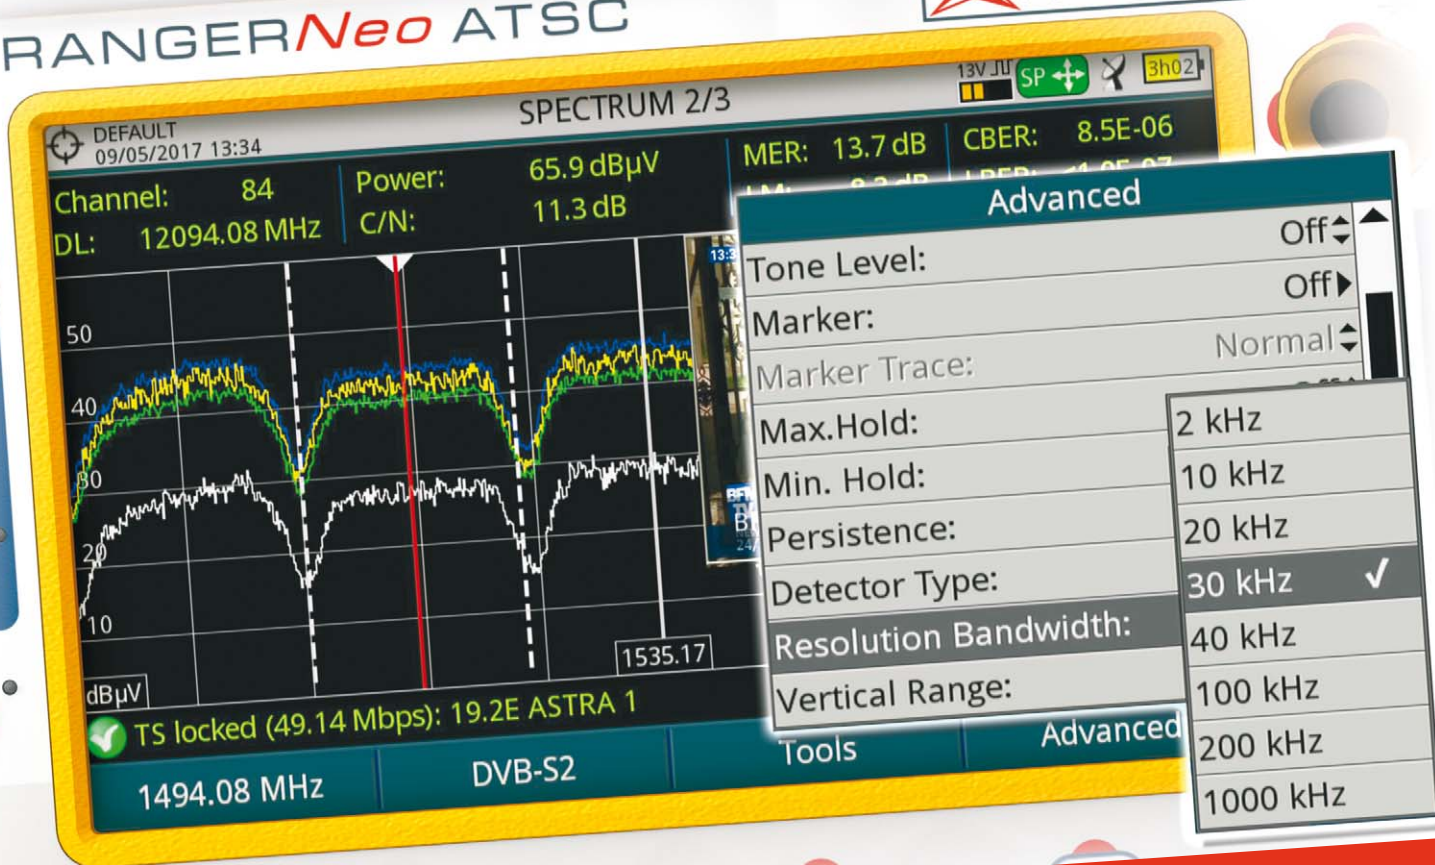 RANGERNeo ATSC
DEFAULT
09/05/2017 13:34
SPECTRUM 2/3
13V
SP
3h02
Channel: 84
DL: 12094.08 MHz
Power: 65.9 dBµV
C/N: 11.3 dB
MER: 13.7 dB
CBER: 8.5E-06
50
40
30
20
10
dBµV
1535.17
TS locked (49.14 Mbps): 19.2E ASTRA 1
1494.08 MHz
DVB-S2
Tools
Advanced
Advanced
Tone Level: Off
Marker: Off
Marker Trace: Normal
Max.Hold:
Min. Hold:
Persistence:
Detector Type:
Resolution Bandwidth:
Vertical Range:
2 kHz
10 kHz
20 kHz
30 kHz
40 kHz
100 kHz
200 kHz
1000 kHz